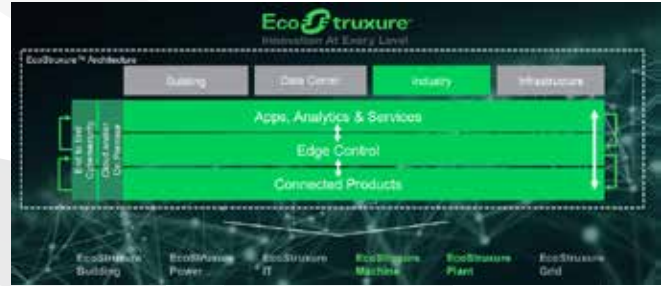 EcoStruxure
Innovation At Every Level
EcoStruxure™ Architecture
Building
Data Center
Industry
Infrastructure
End to End
Cybersecurity
Cloud and/or
On Premise
Apps, Analytics & Services
Edge Control
Connected Products
EcoStruxure
Building
EcoStruxure
Power
EcoStruxure
IT
EcoStruxure
Machine
EcoStruxure
Plant
EcoStruxure
Grid